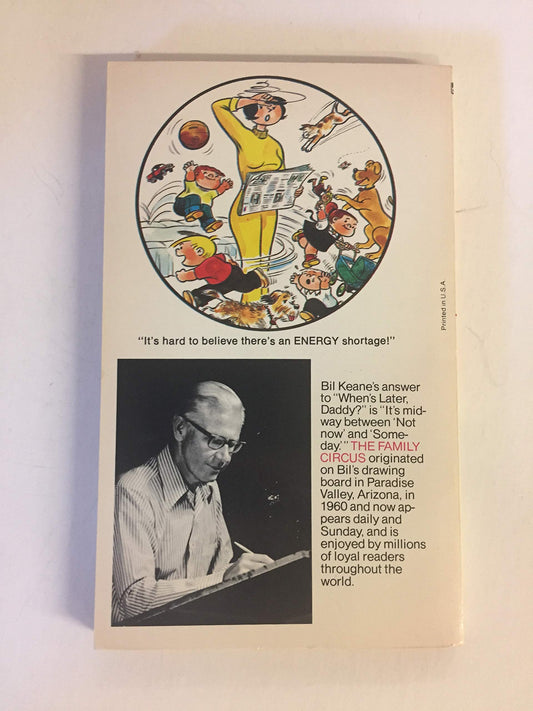 "It's hard to believe there's an ENERGY shortage!"
Printed in U.S.A.
Bil Keane's answer
to "When's Later,
Daddy?" is "It's mid-
way between 'Not
now' and 'Some-
day.'" THE FAMILY
CIRCUS originated
on Bil's drawing
board in Paradise
Valley, Arizona, in
1960 and now ap-
pears daily and
Sunday, and is
enjoyed by millions
of loyal readers
throughout the
world.